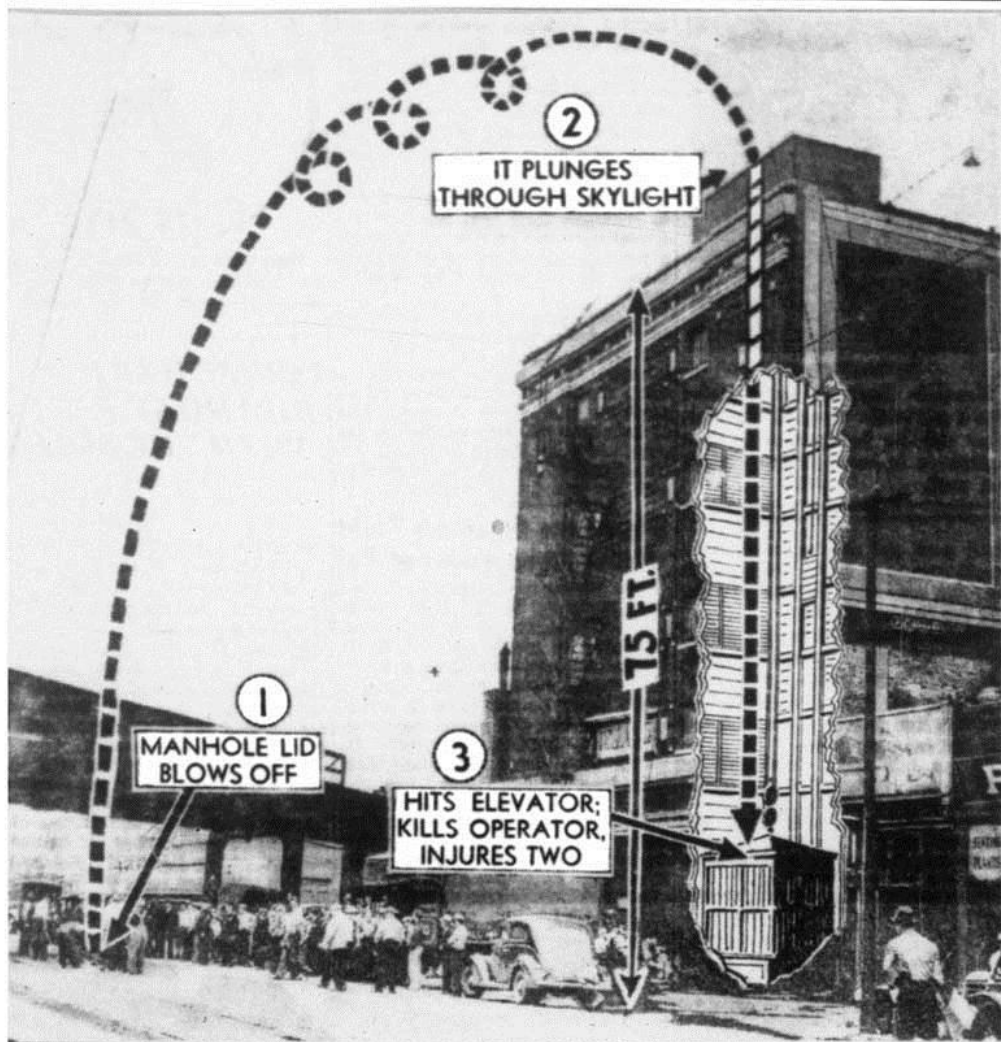 1
MANHOLE LID
BLOWS OFF
2
IT PLUNGES
THROUGH SKYLIGHT
75 FT.
3
HITS ELEVATOR;
KILLS OPERATOR,
INJURES TWO